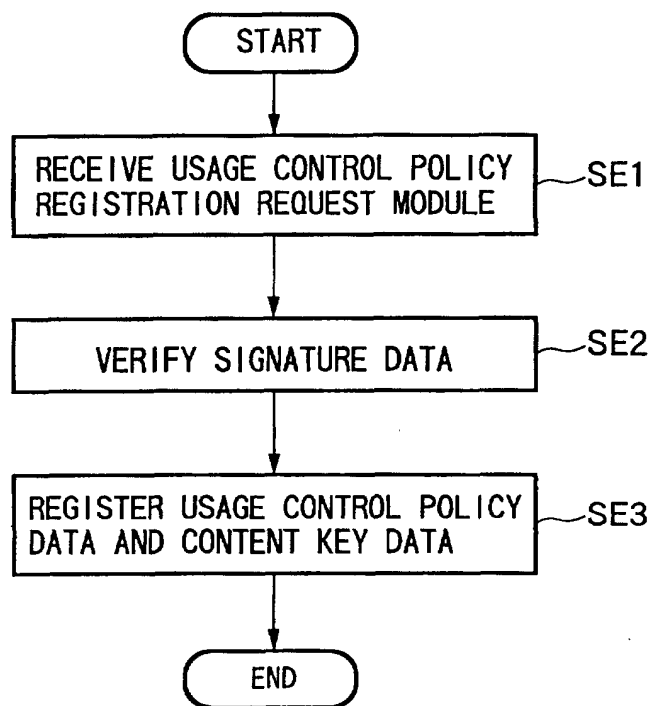 START
RECEIVE USAGE CONTROL POLICY
REGISTRATION REQUEST MODULE
SE1
VERIFY SIGNATURE DATA
SE2
REGISTER USAGE CONTROL POLICY
DATA AND CONTENT KEY DATA
SE3
END